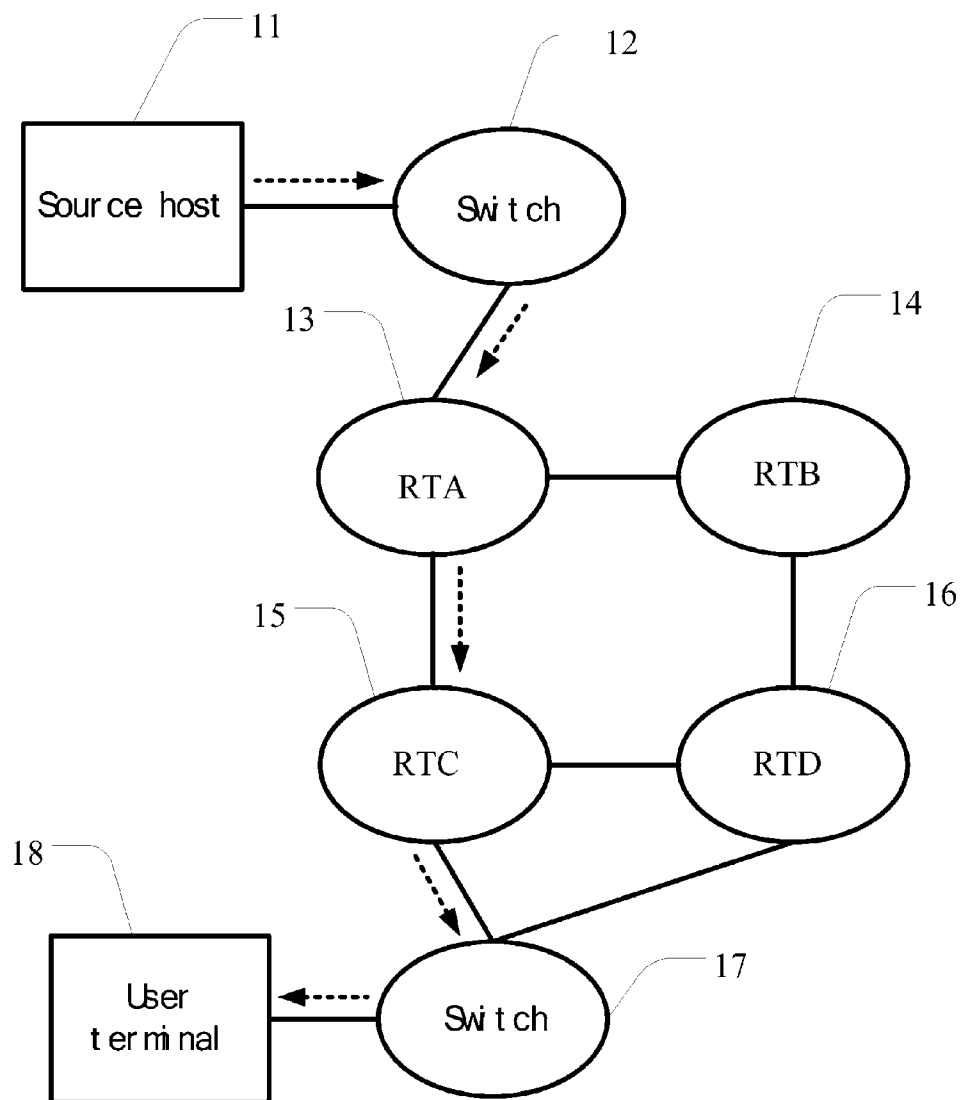 11
12
Source host
Switch
13
14
RTA
RTB
15
16
RTC
RTD
18
17
User
terminal
Switch